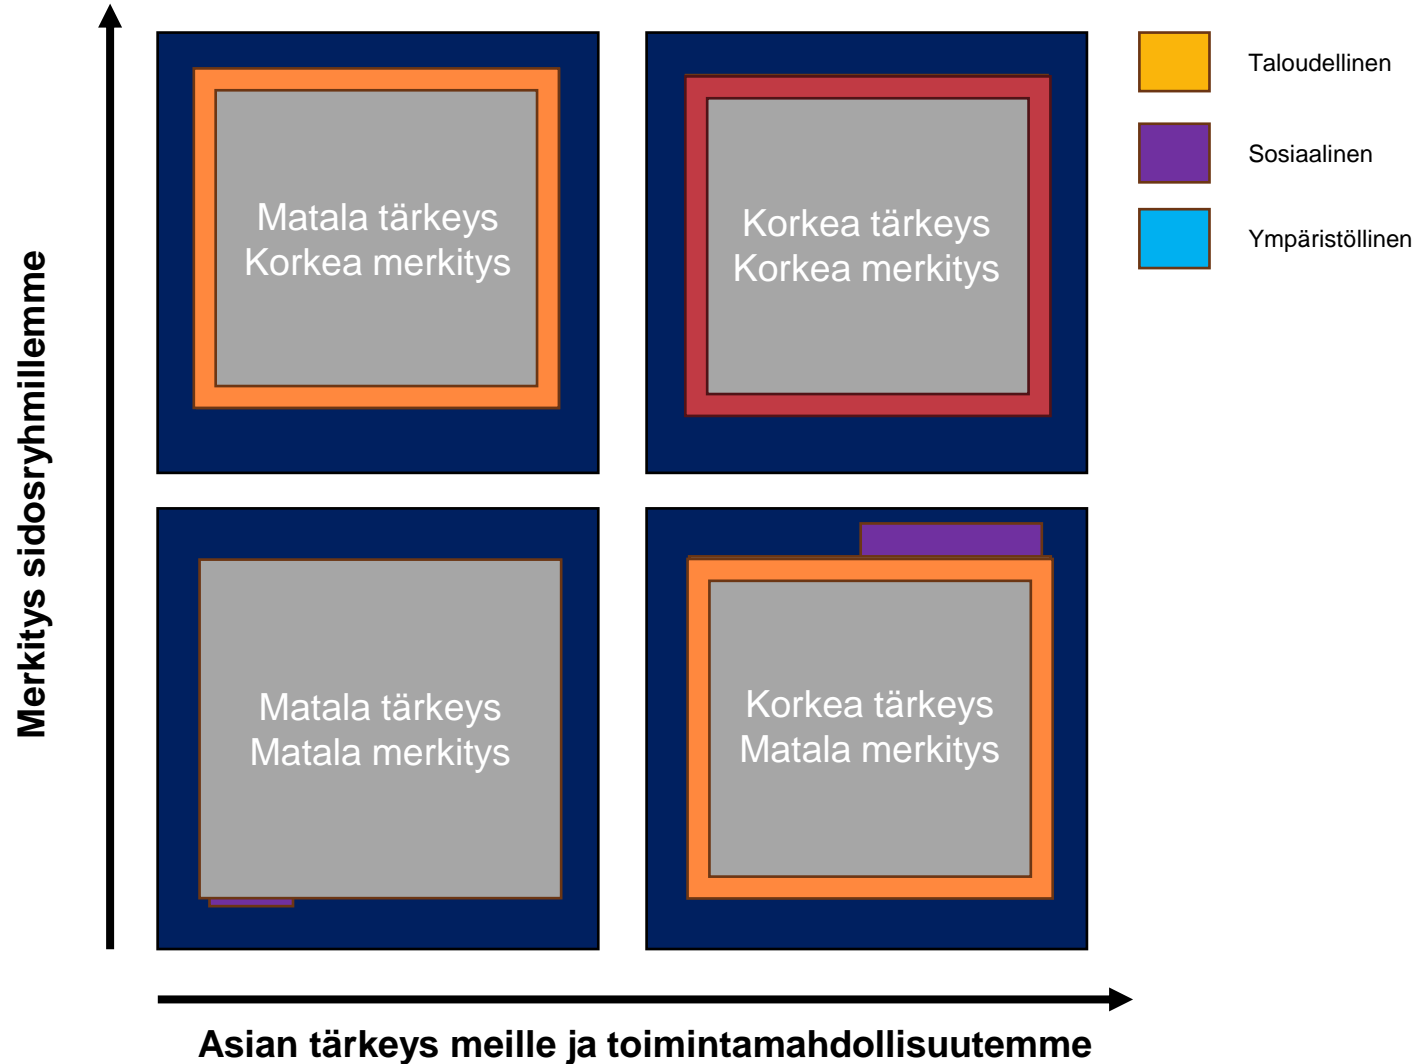 Merkitys sidosryhmillemme
Matala tärkeys
Korkea merkitys
Korkea tärkeys
Korkea merkitys
Matala tärkeys
Matala merkitys
Korkea tärkeys
Matala merkitys
Asian tärkeys meille ja toimintamahdollisuutemme
Taloudellinen
Sosiaalinen
Ympäristöllinen